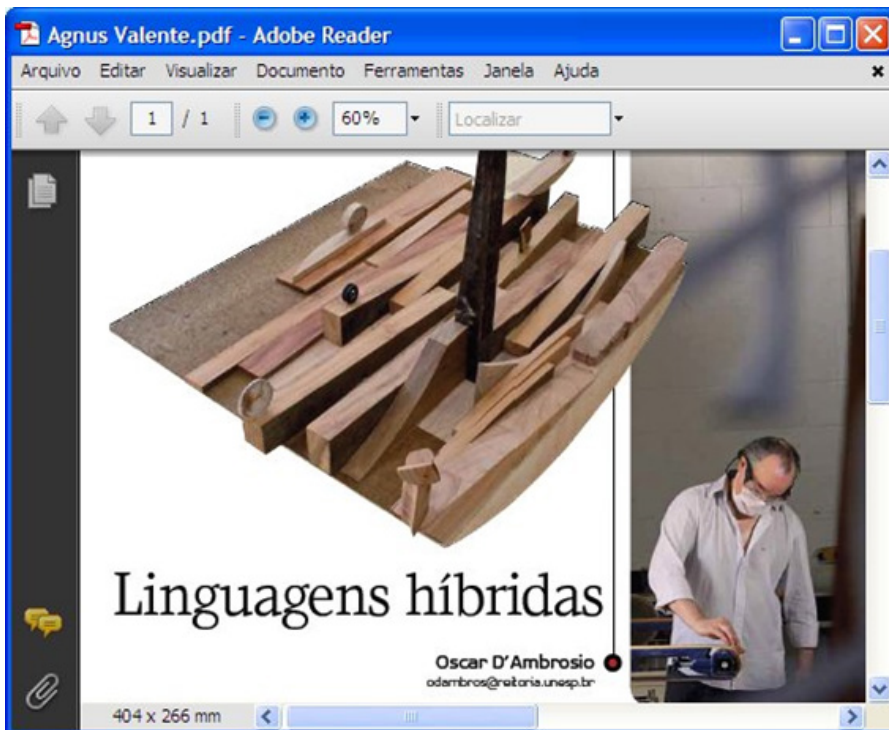 Agnus Valente.pdf - Adobe Reader
Arquivo Editar Visualizar Documento Ferramentas Janela Ajuda
1 / 1 60% Localizar
Linguagens híbridas
Oscar D'Ambrosio
odambros@reitoria.unesp.br
404 x 266 mm